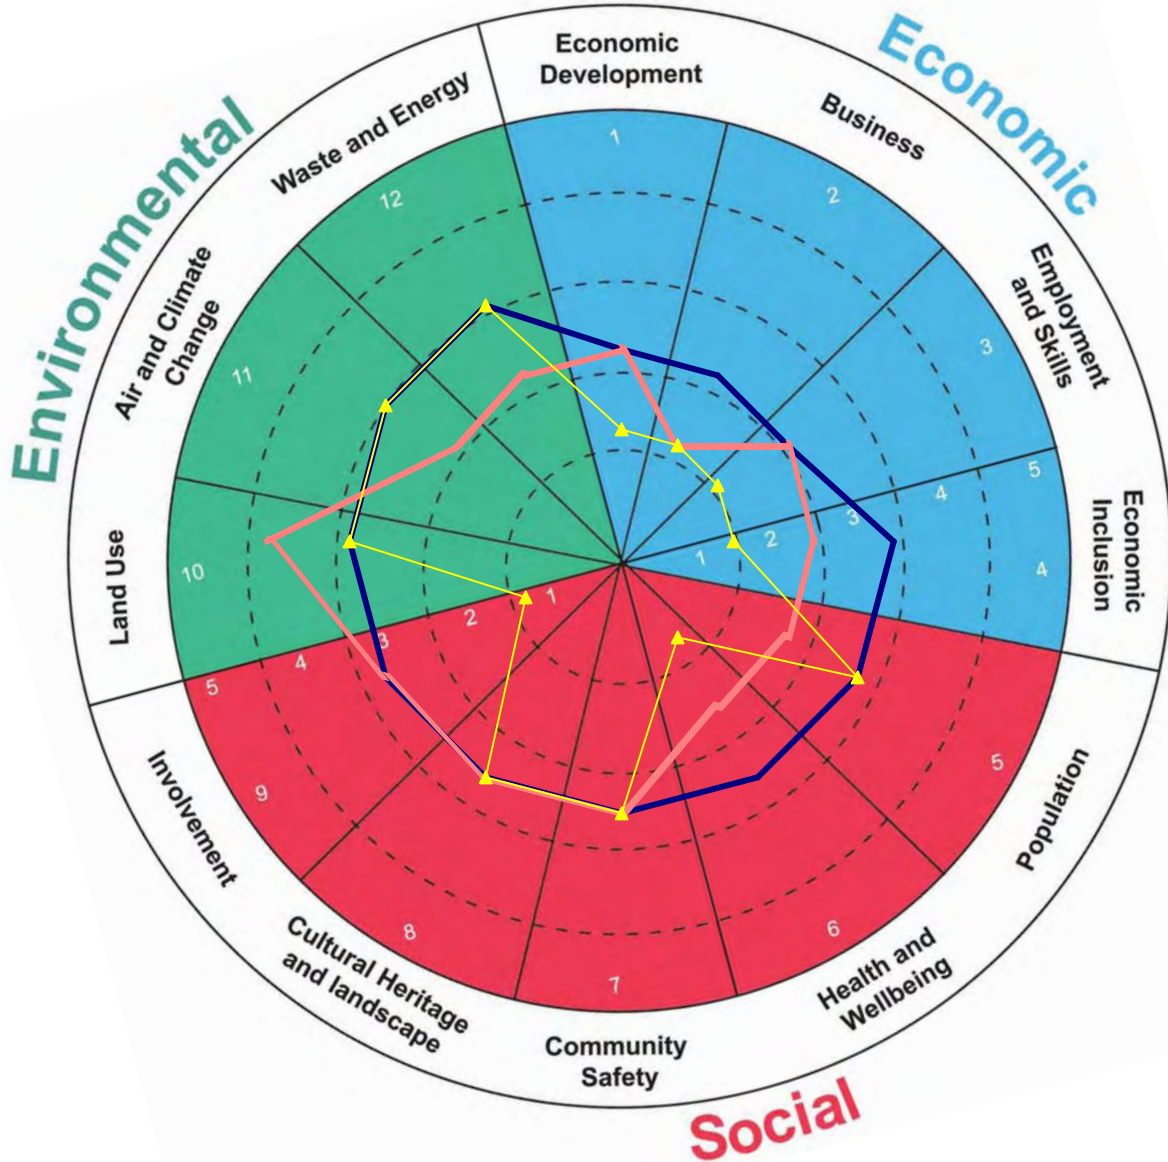 Economic
Environmental
Social
Economic
Development
Business
Employment
and Skills
Economic
Inclusion
Population
Health and
Wellbeing
Community
Safety
Cultural Heritage
and landscape
Involvement
Land Use
Air and Climate
Change
Waste and Energy
1
2
3
4
5
6
7
8
9
10
11
12
1
2
3
4
5
1
2
3
4
5